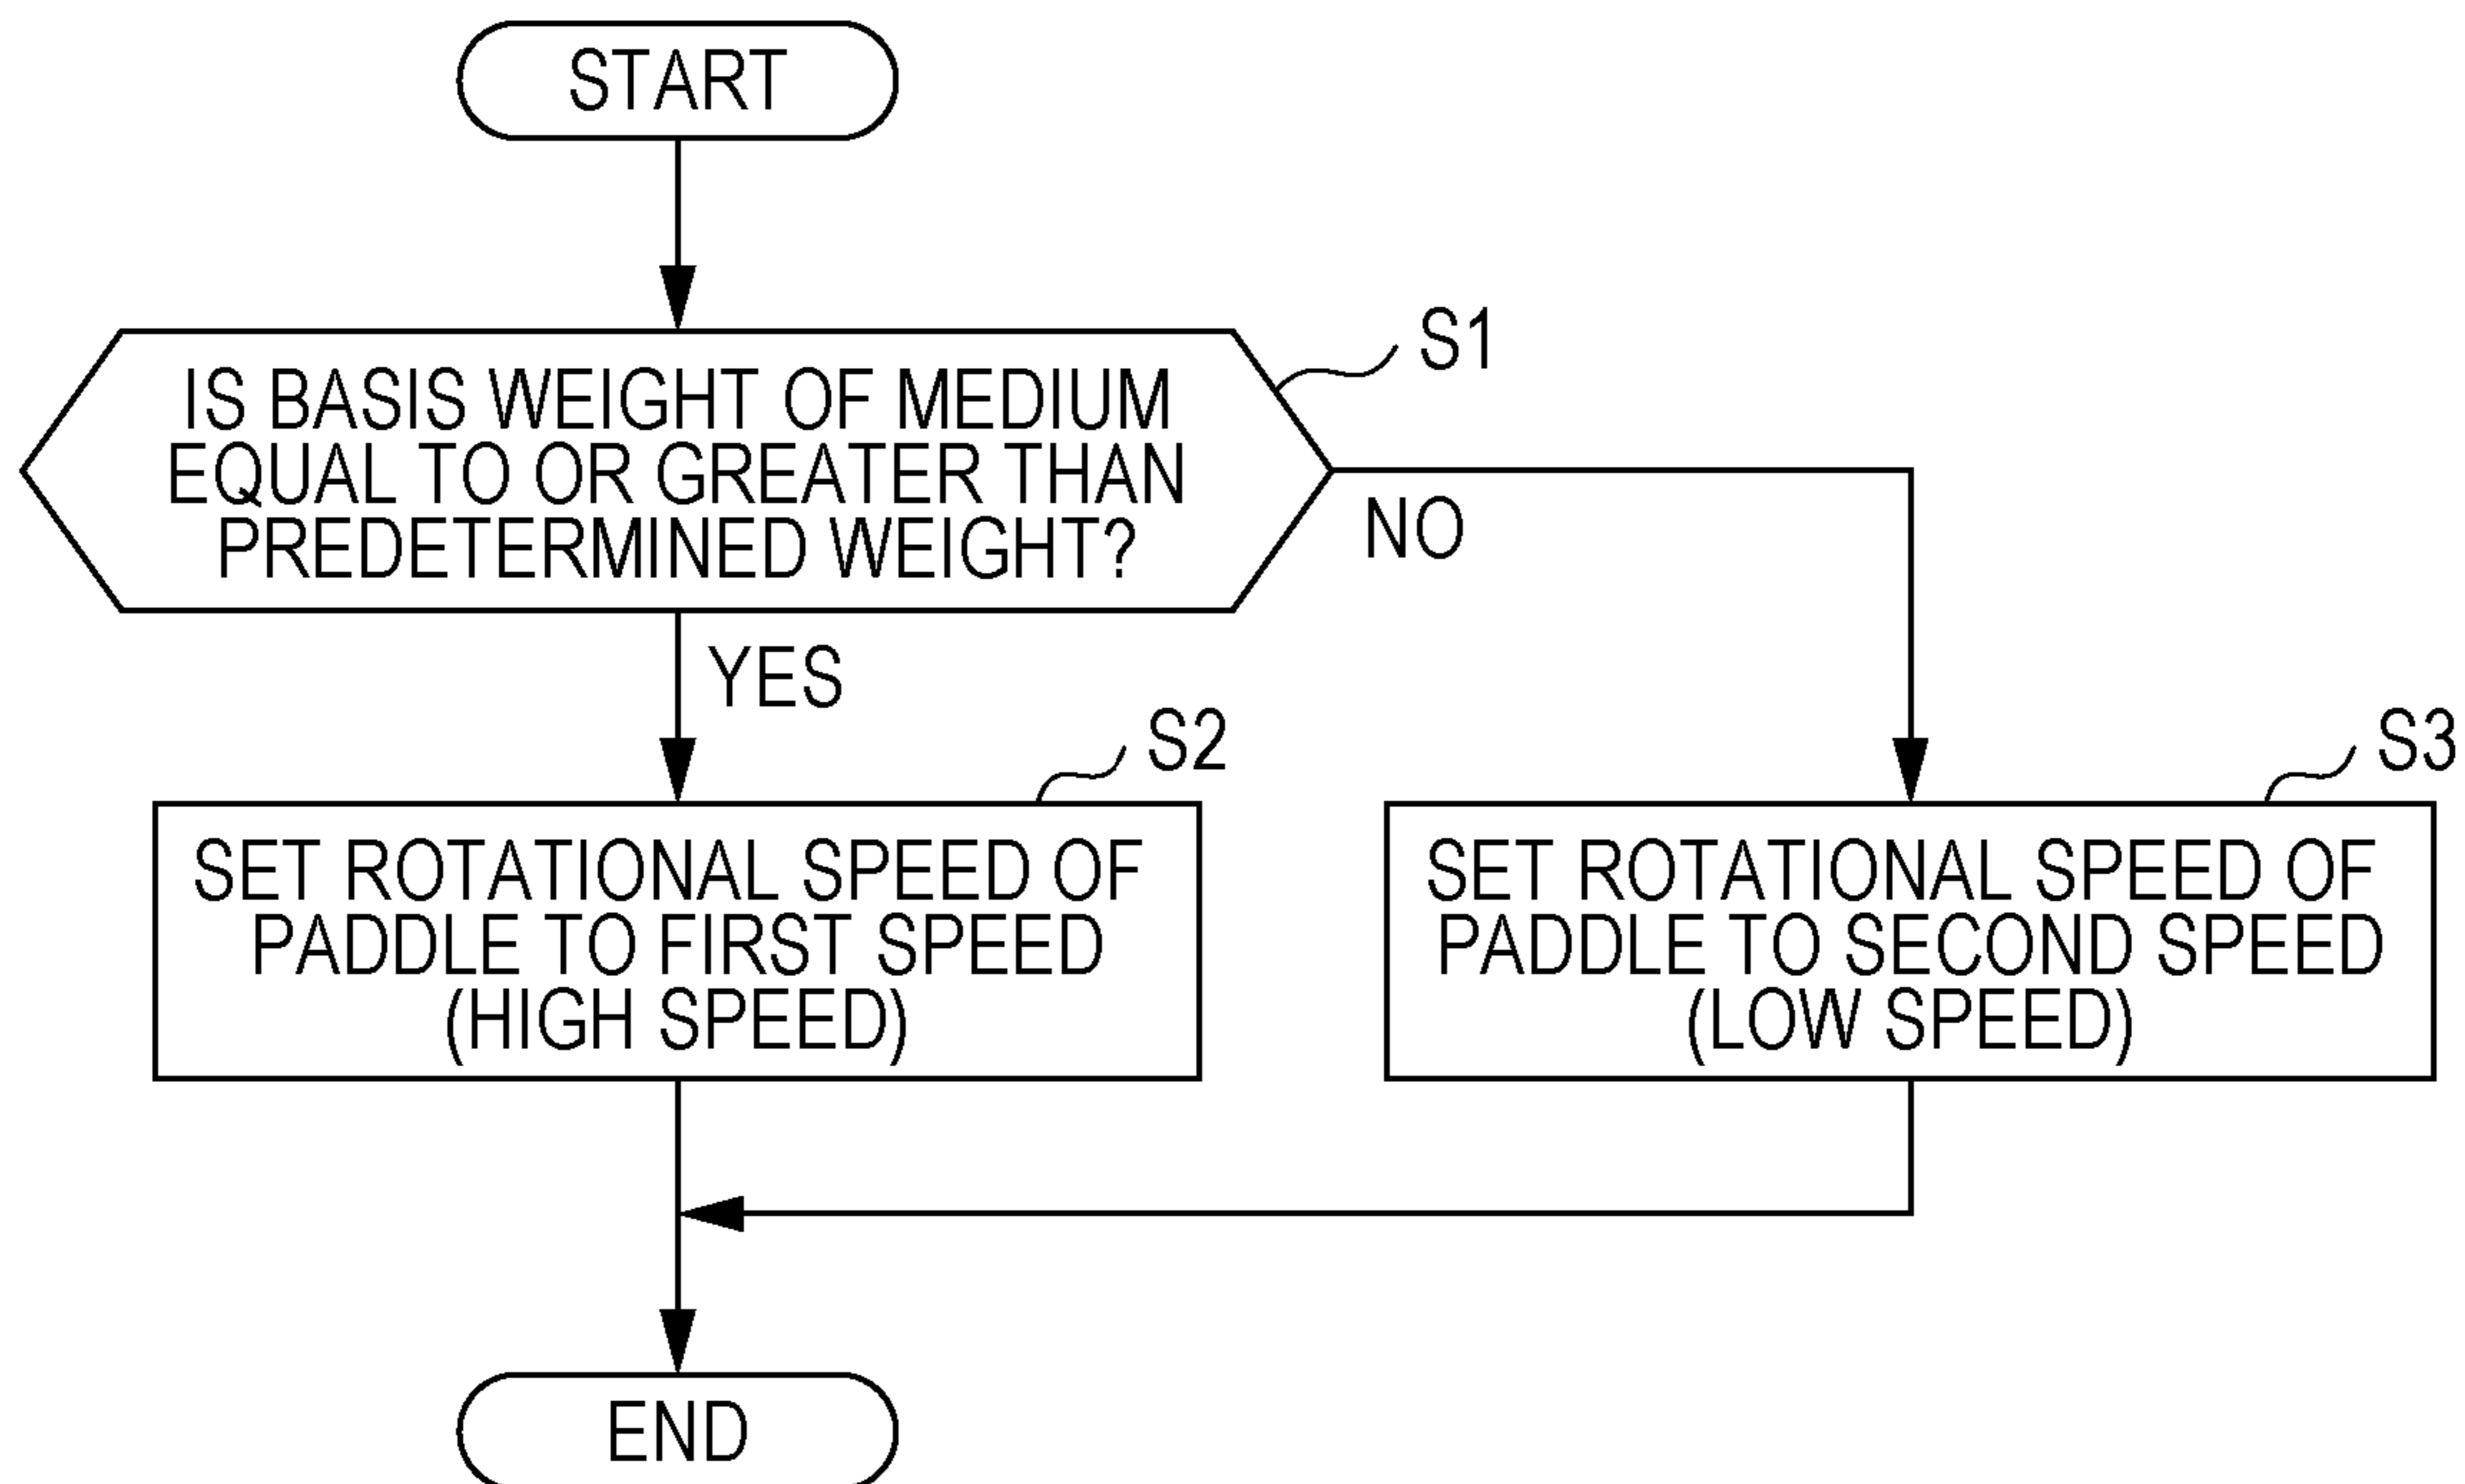 START
S1
IS BASIS WEIGHT OF MEDIUM
EQUAL TO OR GREATER THAN
PREDETERMINED WEIGHT?
NO
YES
S2
SET ROTATIONAL SPEED OF
PADDLE TO FIRST SPEED
(HIGH SPEED)
S3
SET ROTATIONAL SPEED OF
PADDLE TO SECOND SPEED
(LOW SPEED)
END